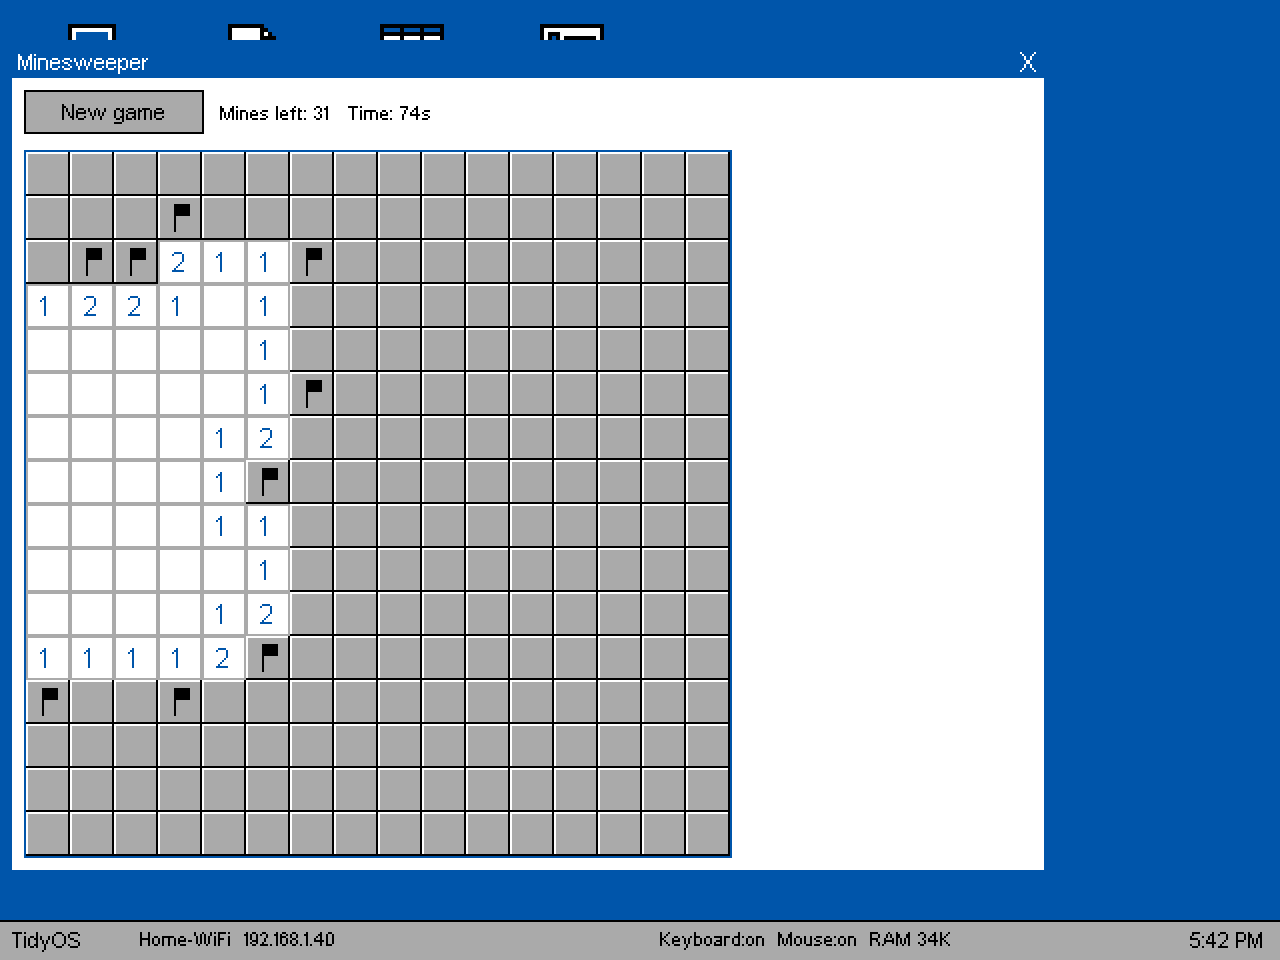 Minesweeper X
New game Mines left: 31 Time: 74s
2 1 1
1 2 2 1 1
1
1
1 2
1
1 1
1
1 2
1 1 1 1 2
TidyOS Home-WiFi 192.168.1.40 Keyboard:on Mouse:on RAM 34K 5:42 PM